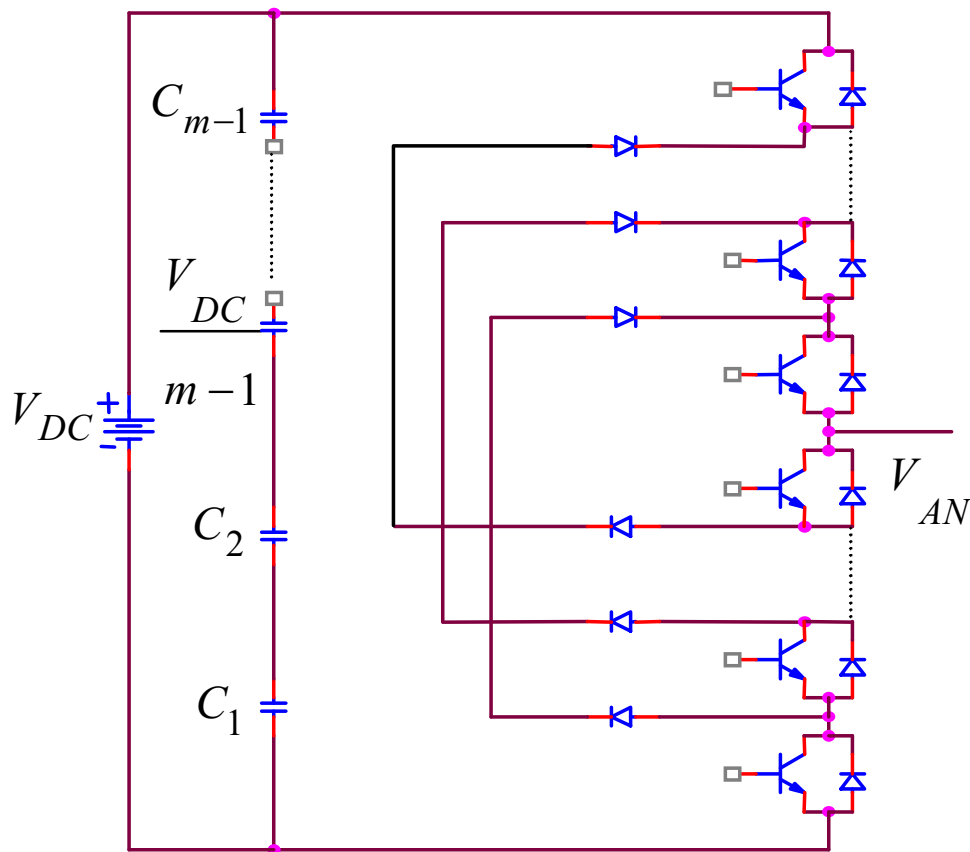 C_{m-1}
V_{DC}
m-1
V_{DC}
+
-
C_2
C_1
V_{AN}